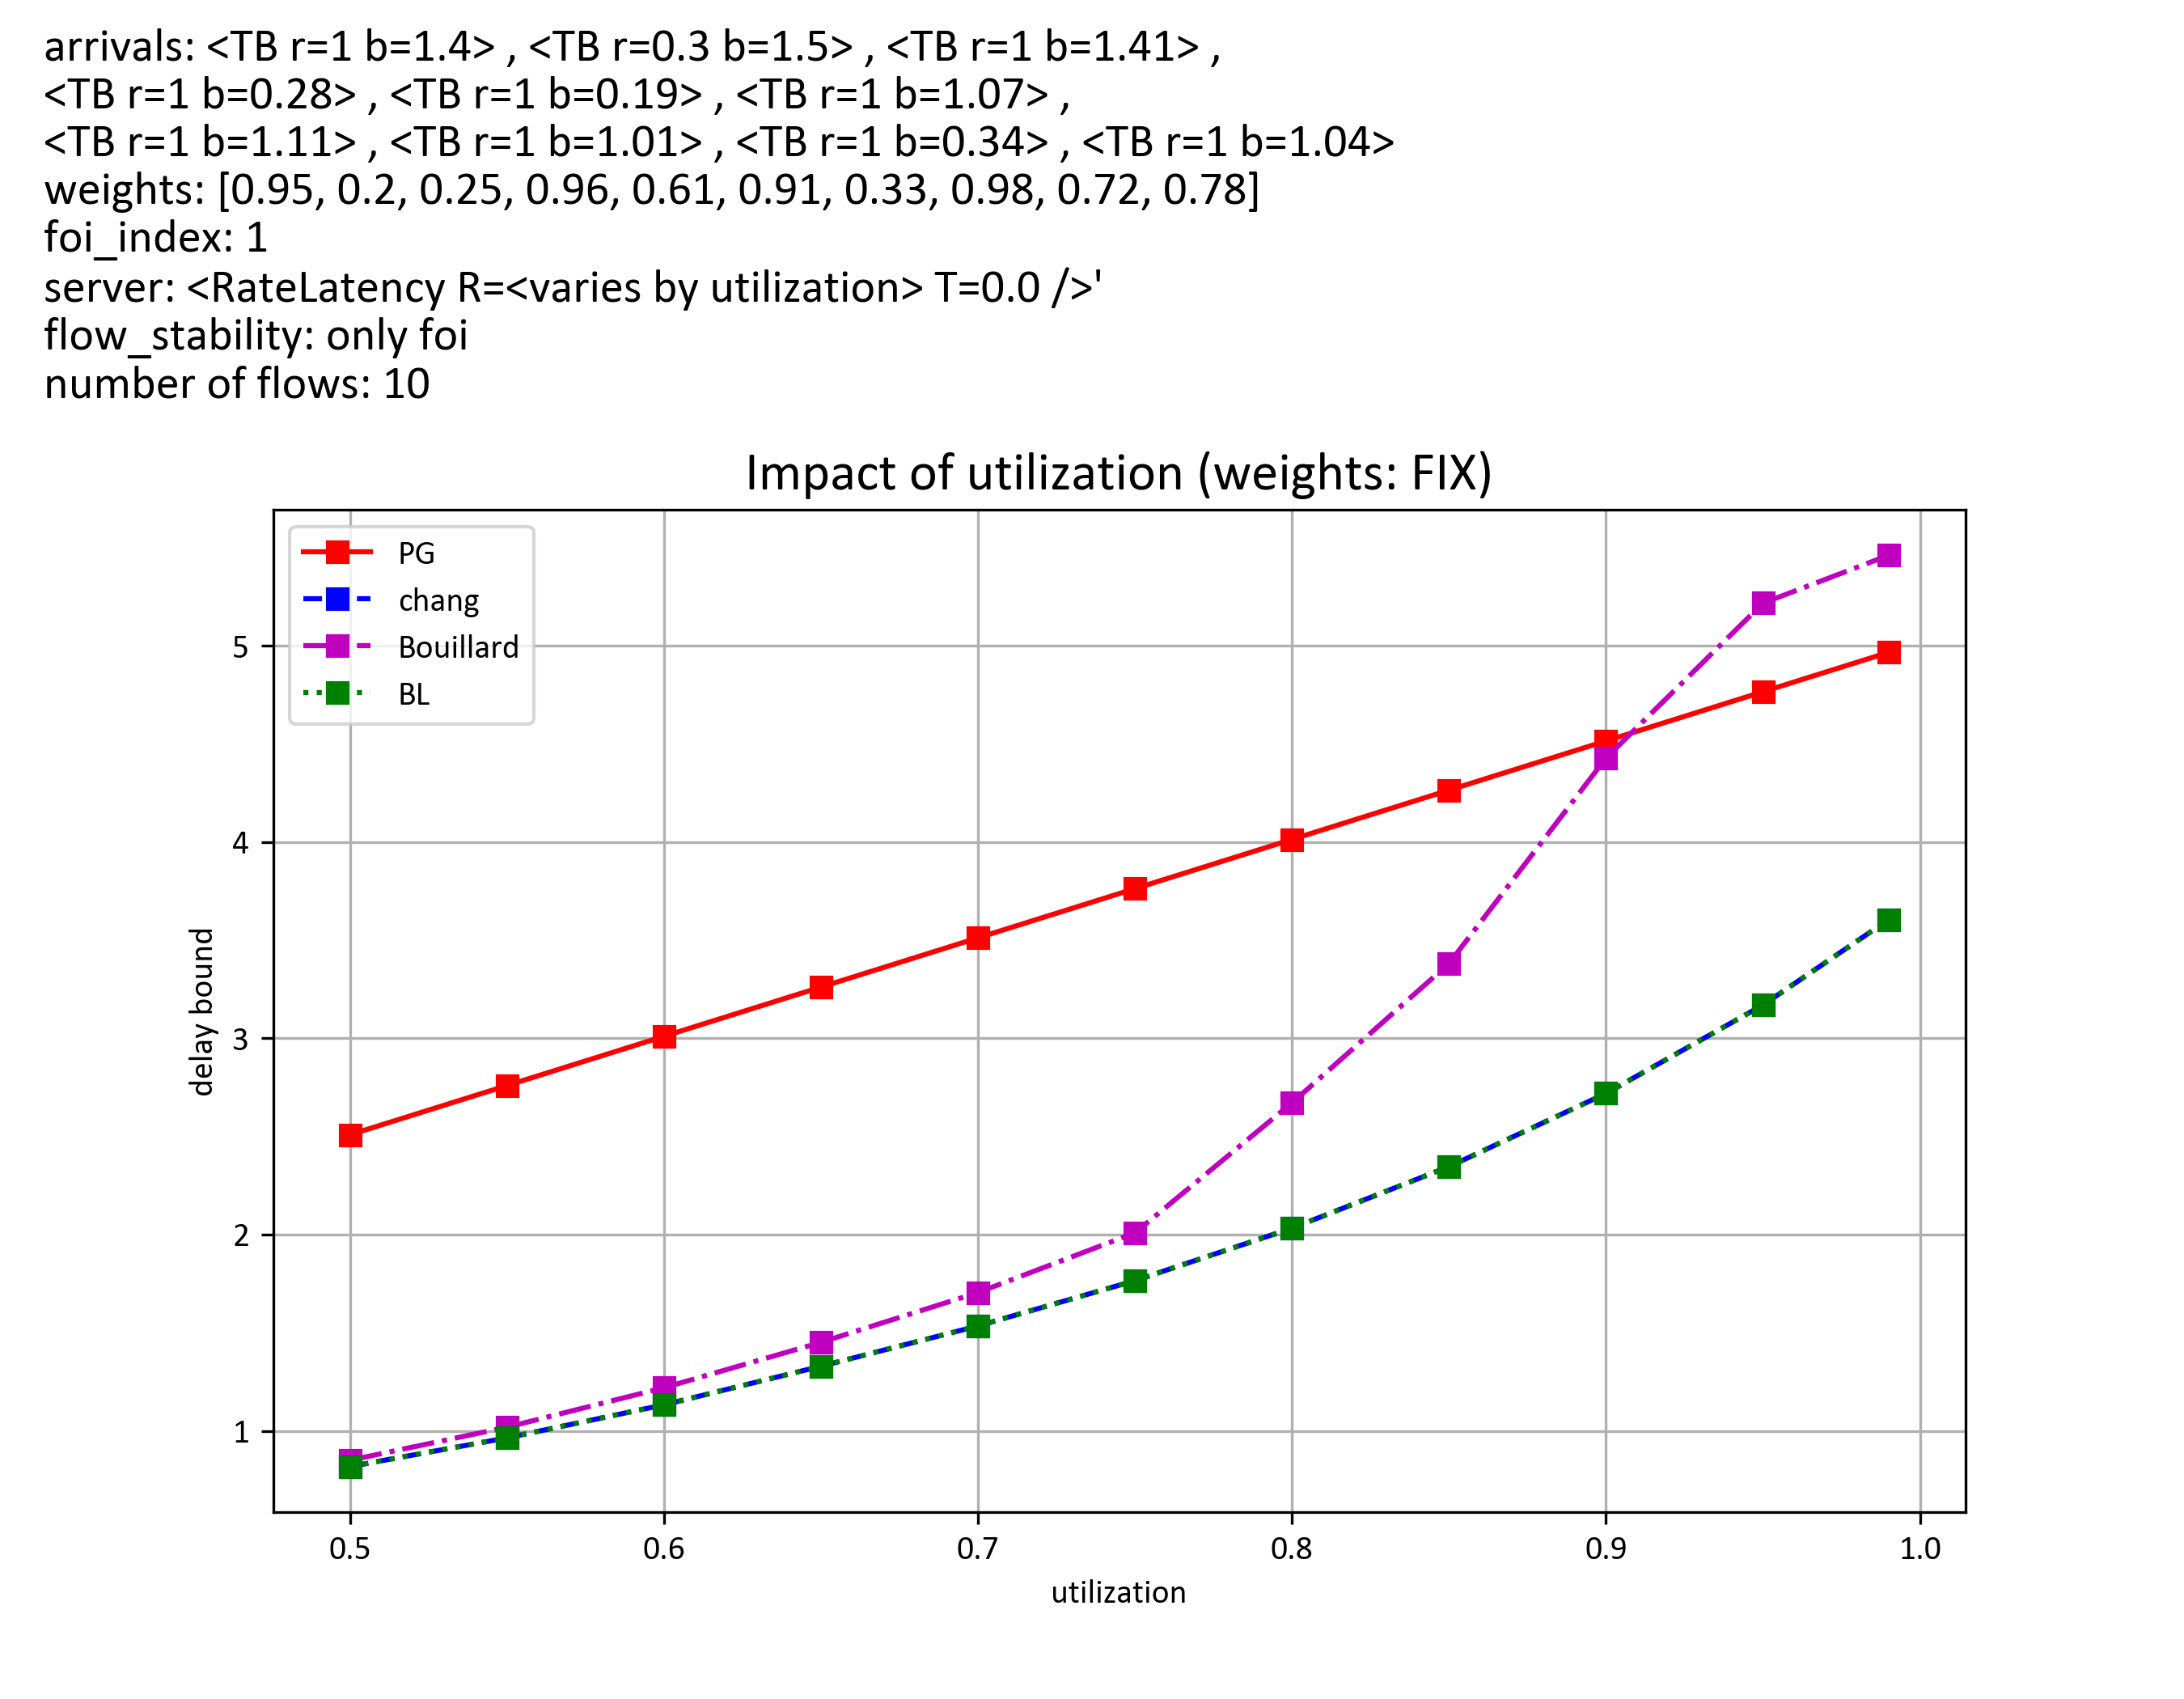 arrivals: <TB r=1 b=1.4> , <TB r=0.3 b=1.5> , <TB r=1 b=1.41> ,
<TB r=1 b=0.28> , <TB r=1 b=0.19> , <TB r=1 b=1.07> ,
<TB r=1 b=1.11> , <TB r=1 b=1.01> , <TB r=1 b=0.34> , <TB r=1 b=1.04>
weights: [0.95, 0.2, 0.25, 0.96, 0.61, 0.91, 0.33, 0.98, 0.72, 0.78]
foi_index: 1
server: <RateLatency R=<varies by utilization> T=0.0 />'
flow_stability: only foi
number of flows: 10
Impact of utilization (weights: FIX)
PG
chang
Bouillard
BL
5
4
3
2
1
delay bound
0.5 0.6 0.7 0.8 0.9 1.0
utilization